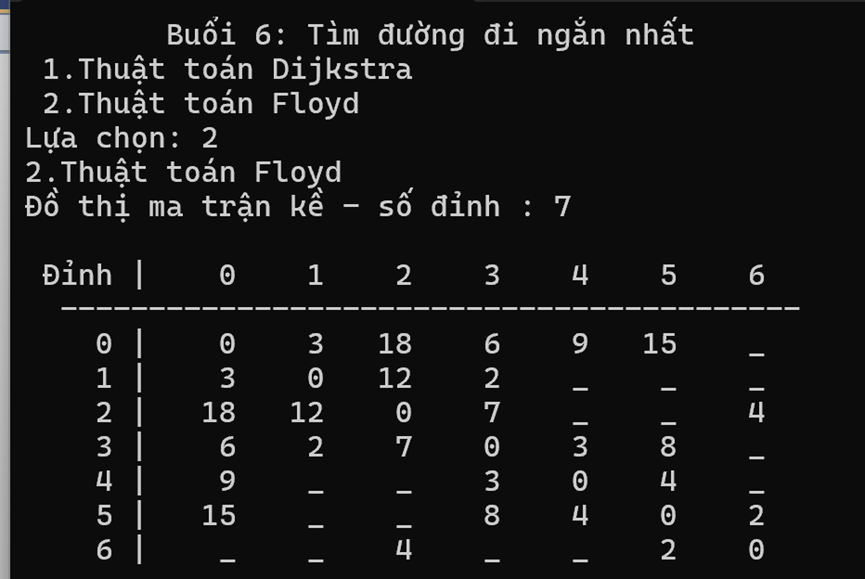 Buổi 6: Tìm đường đi ngắn nhất
1.Thuật toán Dijkstra
2.Thuật toán Floyd
Lựa chọn: 2
2.Thuật toán Floyd
Đồ thị ma trận kề - số đỉnh : 7
Đỉnh | 0 1 2 3 4 5 6
------------------------------------------
0 | 0 3 18 6 9 15 _
1 | 3 0 12 2 _ _ _
2 | 18 12 0 7 _ _ 4
3 | 6 2 7 0 3 8 _
4 | 9 _ _ 3 0 4 _
5 | 15 _ _ 8 4 0 2
6 | _ _ 4 _ _ 2 0